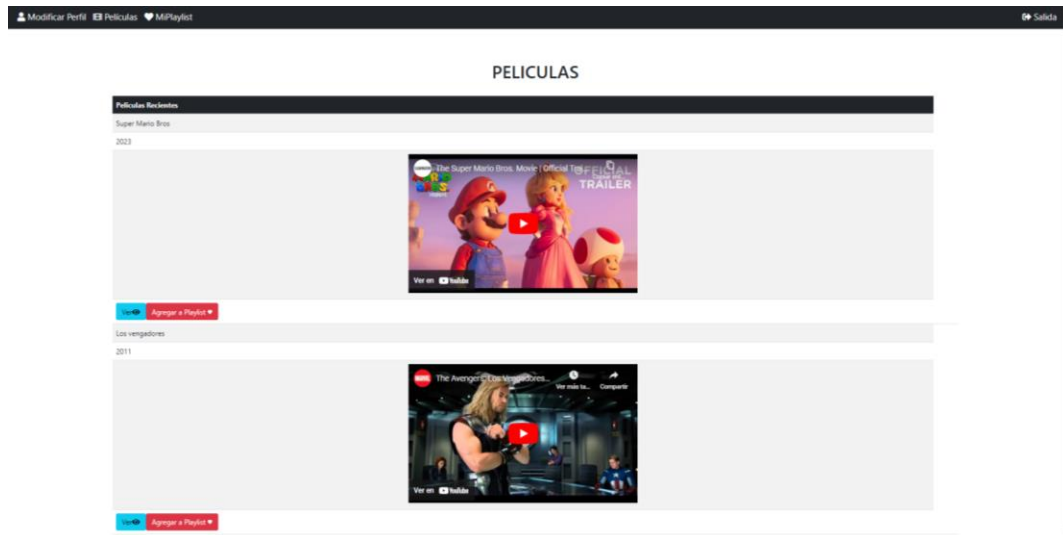 Modificar Perfil Peliculas MiPlaylist Salida
PELICULAS
Peliculas Recientes
Super Mario Bros
2023
The Super Mario Bros. Movie | Official
OFFICIAL
TRAILER
Ver en YouTube
Ver Agregar a Playlist
Los vengadores
2011
MARVEL The Avengers: Los Vengadores... Ver más ta... Compartir
Ver en YouTube
Ver Agregar a Playlist